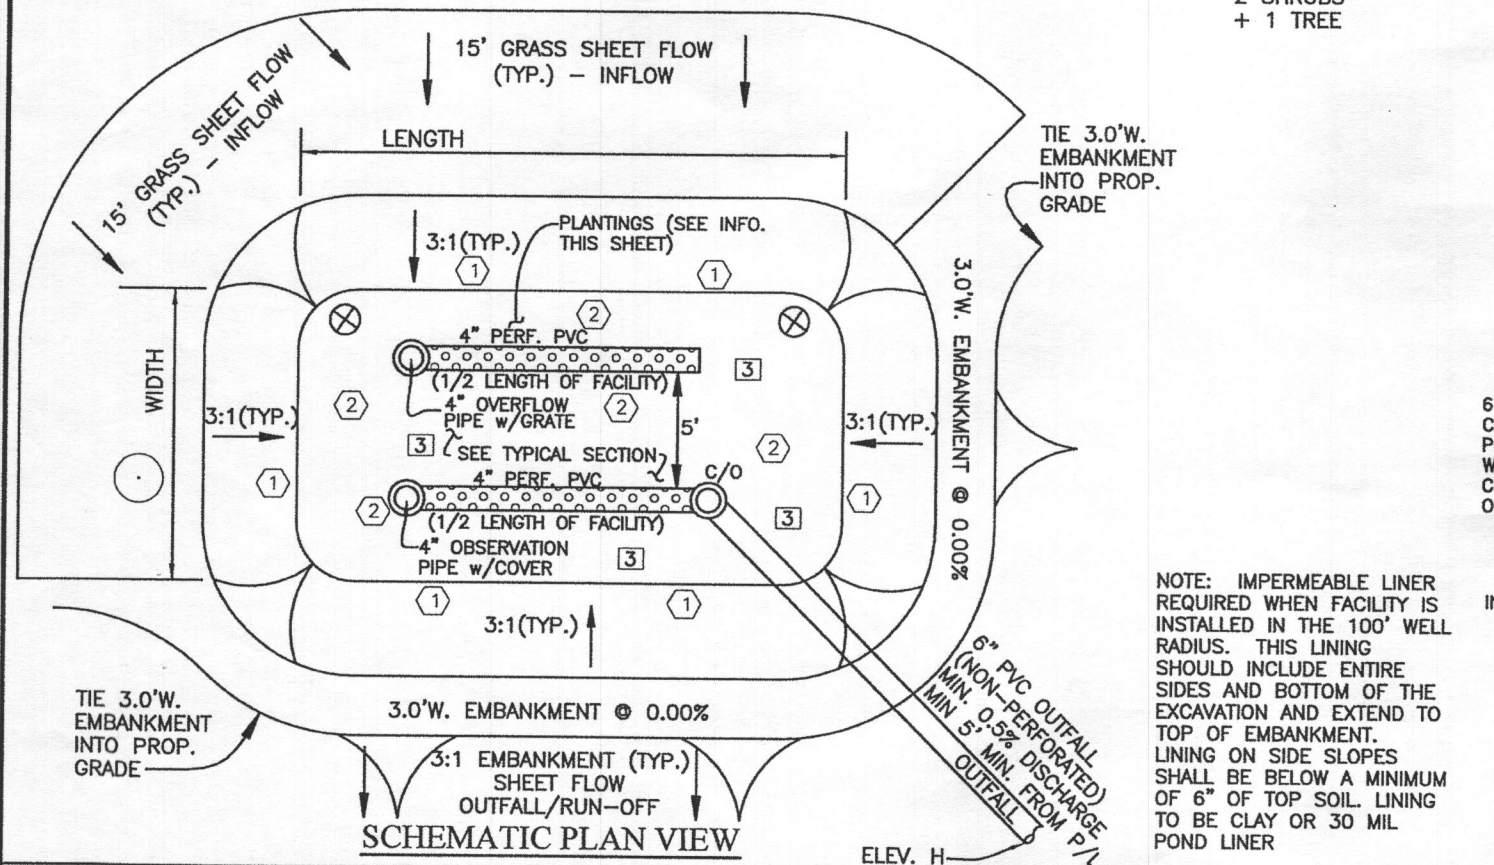 2 SHRUBS
+ 1 TREE
15' GRASS SHEET FLOW
(TYP.) – INFLOW
15' GRASS SHEET FLOW
(TYP.) – INFLOW
LENGTH
TIE 3.0'W.
EMBANKMENT
INTO PROP.
GRADE
PLANTINGS (SEE INFO.
THIS SHEET)
3:1(TYP.)
1
1
2
4" PERF. PVC
(1/2 LENGTH OF FACILITY)
3
WIDTH
2
4" OVERFLOW
PIPE w/GRATE
2
5'
3:1(TYP.)
3:1(TYP.)
3
SEE TYPICAL SECTION
2
4" PERF. PVC
C/O
1
1
2
(1/2 LENGTH OF FACILITY)
3
4" OBSERVATION
PIPE w/COVER
3
3.0'W. EMBANKMENT @ 0.00%
1
1
3:1(TYP.)
6" PVC OUTFALL
(NON–PERFORATED)
(MIN. 0.5% DISCHARGE
MIN 5' MIN. FROM P/L
OUTFALL
TIE 3.0'W.
EMBANKMENT
INTO PROP.
GRADE
3.0'W. EMBANKMENT @ 0.00%
3:1 EMBANKMENT (TYP.)
SHEET FLOW
OUTFALL/RUN–OFF
SCHEMATIC PLAN VIEW
ELEV. H
NOTE: IMPERMEABLE LINER
REQUIRED WHEN FACILITY IS
INSTALLED IN THE 100' WELL
RADIUS. THIS LINING
SHOULD INCLUDE ENTIRE
SIDES AND BOTTOM OF THE
EXCAVATION AND EXTEND TO
TOP OF EMBANKMENT.
LINING ON SIDE SLOPES
SHALL BE BELOW A MINIMUM
OF 6" OF TOP SOIL. LINING
TO BE CLAY OR 30 MIL
POND LINER